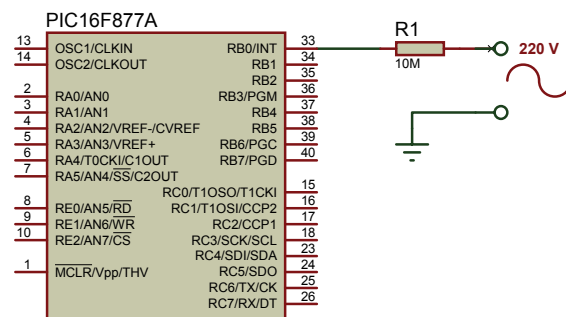 PIC16F877A
R1
10M
220 V
13 OSC1/CLKIN
14 OSC2/CLKOUT
2 RA0/AN0
3 RA1/AN1
4 RA2/AN2/VREF-/CVREF
5 RA3/AN3/VREF+
6 RA4/T0CKI/C1OUT
7 RA5/AN4/SS/C2OUT
8 RE0/AN5/RD
9 RE1/AN6/WR
10 RE2/AN7/CS
1 MCLR/Vpp/THV
RB0/INT 33
RB1 34
RB2 35
RB3/PGM 36
RB4 37
RB5 38
RB6/PGC 39
RB7/PGD 40
RC0/T1OSO/T1CKI 15
RC1/T1OSI/CCP2 16
RC2/CCP1 17
RC3/SCK/SCL 18
RC4/SDI/SDA 23
RC5/SDO 24
RC6/TX/CK 25
RC7/RX/DT 26